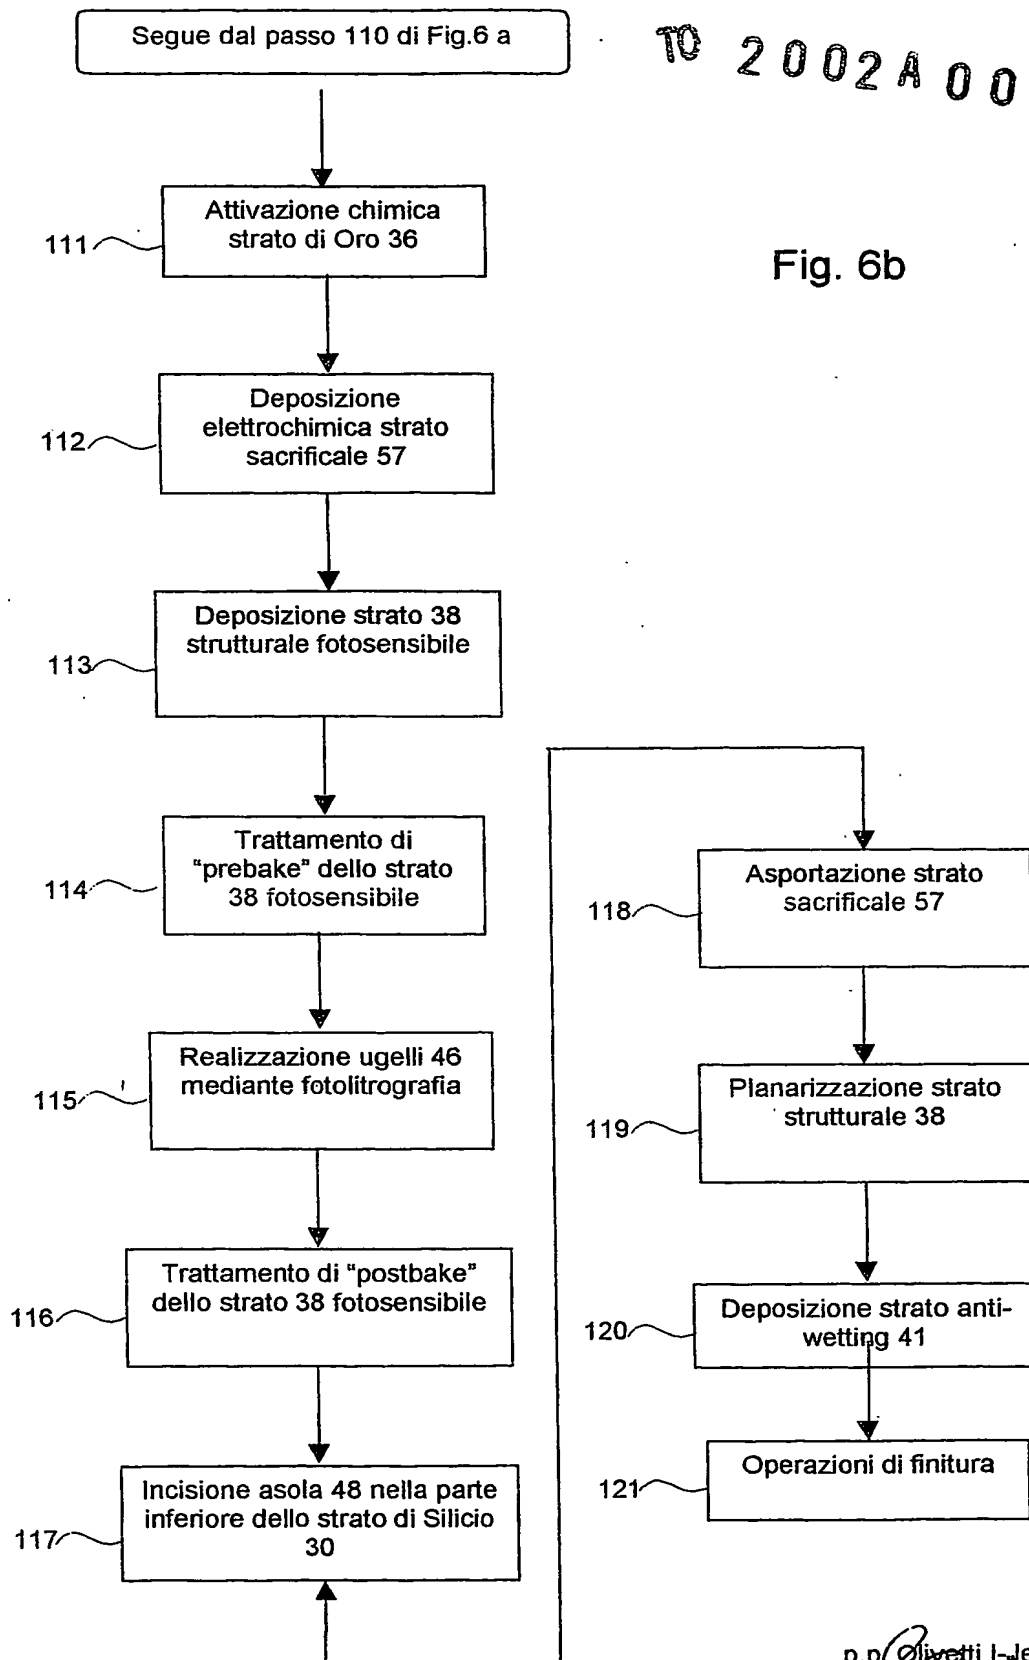 Segue dal passo 110 di Fig.6 a
TO 2002A00
Fig. 6b
111
Attivazione chimica
strato di Oro 36
112
Deposizione
elettrochimica strato
sacrificale 57
113
Deposizione strato 38
strutturale fotosensibile
114
Trattamento di
"prebake" dello strato
38 fotosensibile
115
Realizzazione ugelli 46
mediante fotolitrografia
116
Trattamento di "postbake"
dello strato 38 fotosensibile
117
Incisione asola 48 nella parte
inferiore dello strato di Silicio
30
118
Asportazione strato
sacrificale 57
119
Planarizzazione strato
strutturale 38
120
Deposizione strato anti-
wetting 41
121
Operazioni di finitura
p.p. Olivetti I-Je